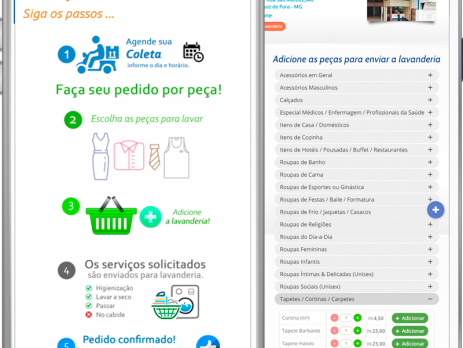 Siga os passos ...
1
Agende sua
Coleta
informe o dia e horário.
Faça seu pedido por peça!
2
Escolha as peças para lavar
3
Adicione
a lavanderia!
4
Os serviços solicitados
são enviados para lavanderia.
Higienização
Lavar a seco
Passar
No cabide
5
Pedido confirmado!
de Fora - MG
Adicione as peças para enviar a lavanderia
Acessórios em Geral
Acessórios Masculinos
Calçados
Especial Médicos / Enfermagem / Profissionais da Saúde
Itens de Casa / Domésticos
Itens de Cozinha
Itens de Hotéis / Pousadas / Buffet / Restaurantes
Roupas de Banho
Roupas de Cama
Roupas de Esportes ou Ginástica
Roupas de Festas / Baile / Formatura
Roupas de Frio / Jaquetas / Casacos
Roupas de Religiões
Roupas do Dia-a-Dia
Roupas Femininas
Roupas Infantis
Roupas Íntimas & Delicadas (Unisex)
Roupas Sociais (Unisex)
Tapetes / Cortinas / Carpetes
Cortina (m²) 1 R$ 4,50 + Adicionar
Tapete Barbante 1 R$ 23,00 + Adicionar
Tapete Haiolo 1 R$ 23,00 + Adicionar